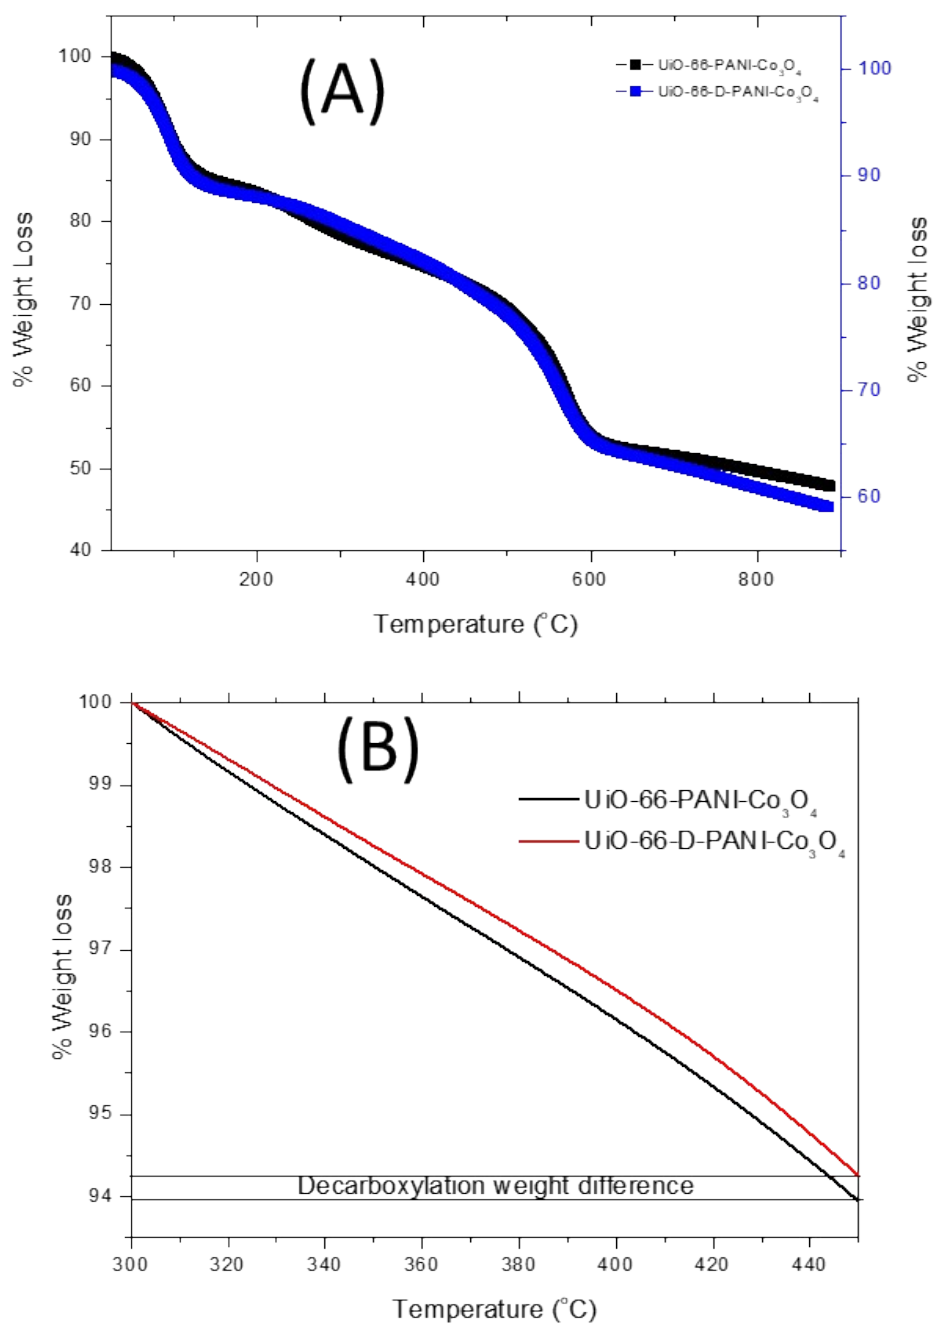 (A)
UiO-66-PANI-Co₃O₄
UiO-66-D-PANI-Co₃O₄
100
90
80
70
60
50
40
% Weight Loss
100
90
80
70
60
% Weight loss
200 400 600 800
Temperature (°C)
(B)
UiO-66-PANI-Co₃O₄
UiO-66-D-PANI-Co₃O₄
100
99
98
97
96
95
94
% Weight loss
Decarboxylation weight difference
300 320 340 360 380 400 420 440
Temperature (°C)